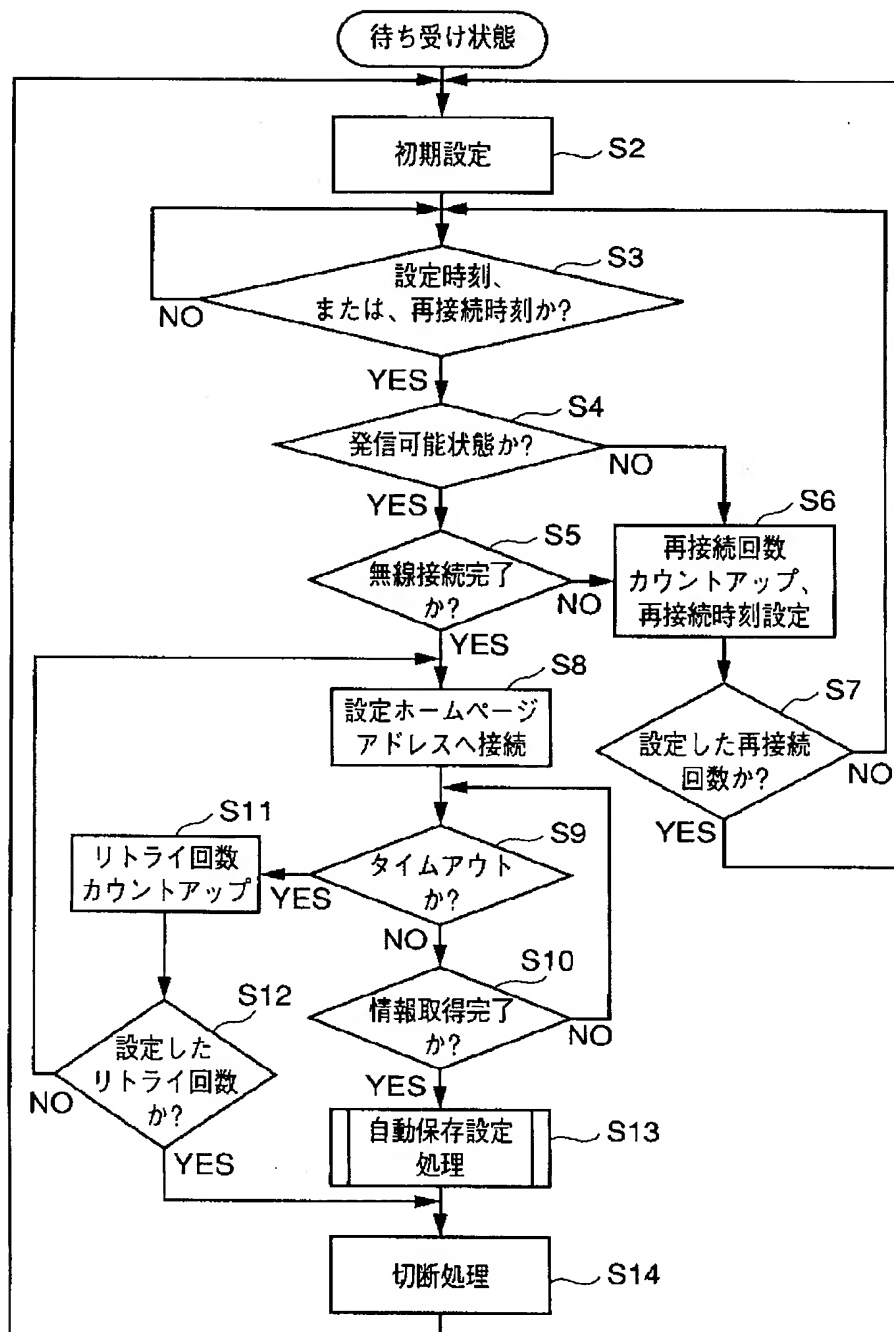 待ち受け状態
初期設定
S2
設定時刻、
または、再接続時刻か?
S3
NO
YES
発信可能状態か?
S4
NO
YES
無線接続完了
か?
S5
NO
YES
再接続回数
カウントアップ、
再接続時刻設定
S6
設定した再接続
回数か?
S7
NO
YES
設定ホームページ
アドレスへ接続
S8
タイムアウト
か?
S9
YES
NO
情報取得完了
か?
S10
NO
YES
リトライ回数
カウントアップ
S11
設定した
リトライ回数
か?
S12
NO
YES
自動保存設定
処理
S13
切断処理
S14